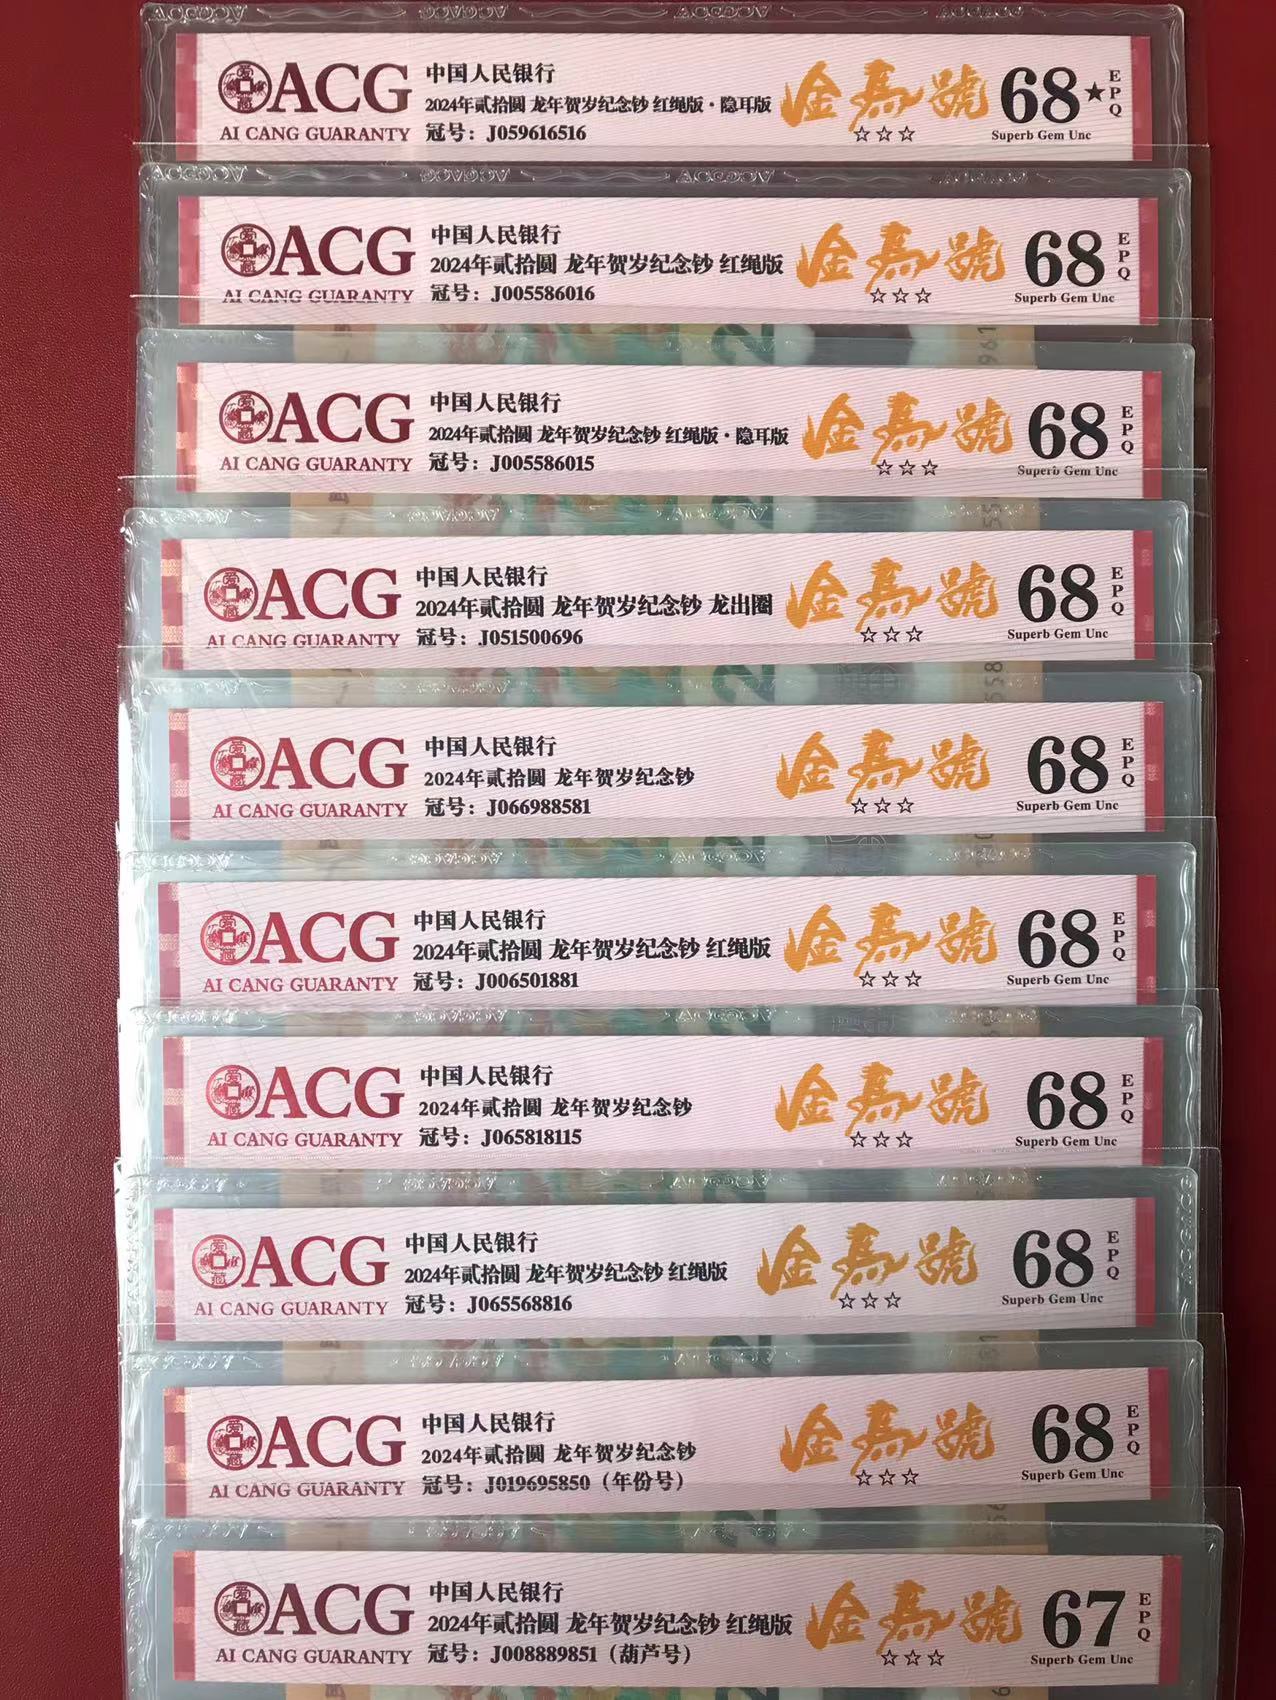 ACG
AI CANG GUARANTY
中国人民银行
2024年贰拾圆 龙年贺岁纪念钞 红绳版·隐耳版
冠号：J059616516
金馬號
☆☆☆
68★
EPQ
Superb Gem Unc
ACG
AI CANG GUARANTY
中国人民银行
2024年贰拾圆 龙年贺岁纪念钞 红绳版
冠号：J005586016
金馬號
☆☆☆
68
EPQ
Superb Gem Unc
ACG
AI CANG GUARANTY
中国人民银行
2024年贰拾圆 龙年贺岁纪念钞 红绳版·隐耳版
冠号：J005586015
金馬號
☆☆☆
68
EPQ
Superb Gem Unc
ACG
AI CANG GUARANTY
中国人民银行
2024年贰拾圆 龙年贺岁纪念钞 龙出圈
冠号：J051500696
金馬號
☆☆☆
68
EPQ
Superb Gem Unc
ACG
AI CANG GUARANTY
中国人民银行
2024年贰拾圆 龙年贺岁纪念钞
冠号：J066988581
金馬號
☆☆☆
68
EPQ
Superb Gem Unc
ACG
AI CANG GUARANTY
中国人民银行
2024年贰拾圆 龙年贺岁纪念钞 红绳版
冠号：J006501881
金馬號
☆☆☆
68
EPQ
Superb Gem Unc
ACG
AI CANG GUARANTY
中国人民银行
2024年贰拾圆 龙年贺岁纪念钞
冠号：J065818115
金馬號
☆☆☆
68
EPQ
Superb Gem Unc
ACG
AI CANG GUARANTY
中国人民银行
2024年贰拾圆 龙年贺岁纪念钞 红绳版
冠号：J065568816
金馬號
☆☆☆
68
EPQ
Superb Gem Unc
ACG
AI CANG GUARANTY
中国人民银行
2024年贰拾圆 龙年贺岁纪念钞
冠号：J019695850（年份号）
金馬號
☆☆☆
68
EPQ
Superb Gem Unc
ACG
AI CANG GUARANTY
中国人民银行
2024年贰拾圆 龙年贺岁纪念钞 红绳版
冠号：J008889851（葫芦号）
金馬號
☆☆☆
67
EPQ
Superb Gem Unc